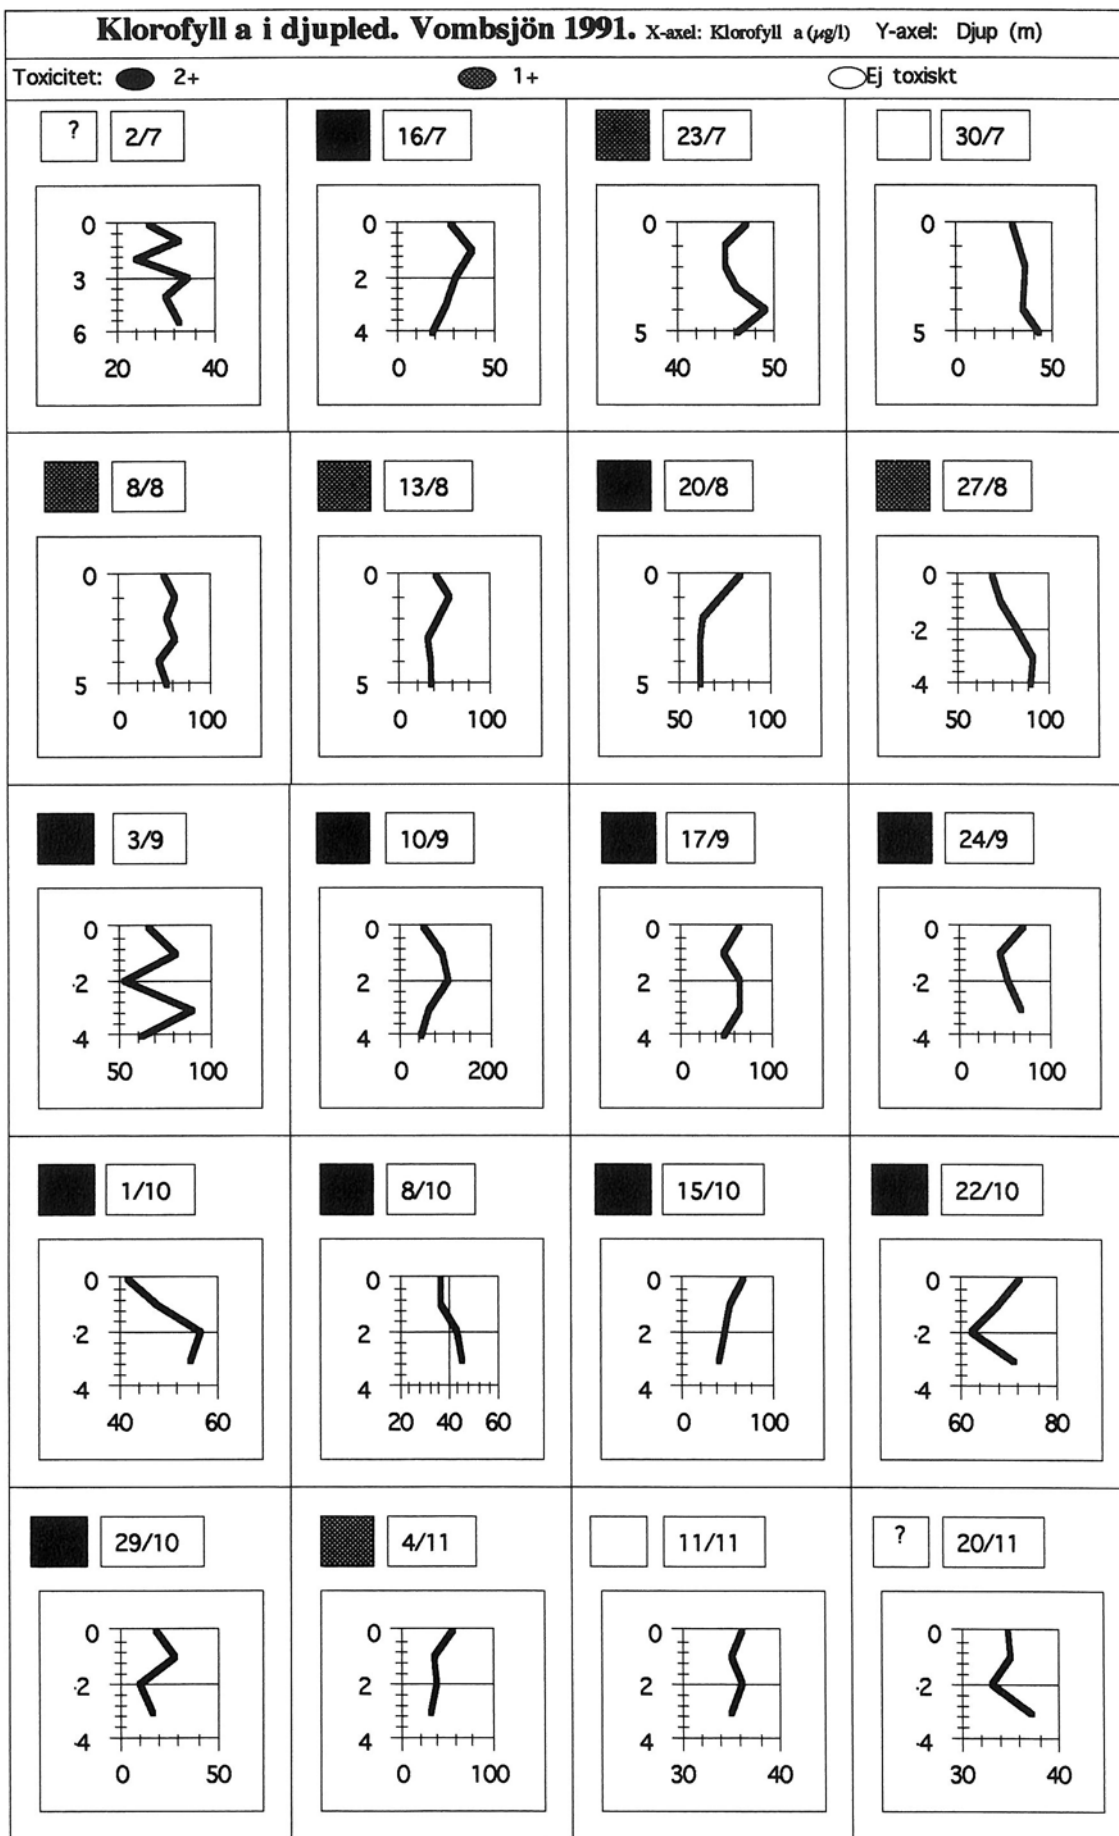 Klorofyll a i djupled. Vombsjön 1991. X-axel: Klorofyll a (µg/l) Y-axel: Djup (m)
Toxicitet: 2+ 1+ Ej toxiskt
? 2/7 16/7 23/7 30/7
0 0 0 0
3 2
6 4 5 5
20 40 0 50 40 50 0 50
8/8 13/8 20/8 27/8
0 0 0 0
·2
5 5 5 ·4
0 100 0 100 50 100 50 100
3/9 10/9 17/9 24/9
0 0 0 0
·2 2 ·2 ·2
·4 4 ·4 ·4
50 100 0 200 0 100 0 100
1/10 8/10 15/10 22/10
0 0 0 0
·2 2 2 ·2
·4 4 4 ·4
40 60 20 40 60 0 100 60 80
29/10 4/11 11/11 ? 20/11
0 0 0 0
·2 2 2 ·2
·4 4 4 ·4
0 50 0 100 30 40 30 40